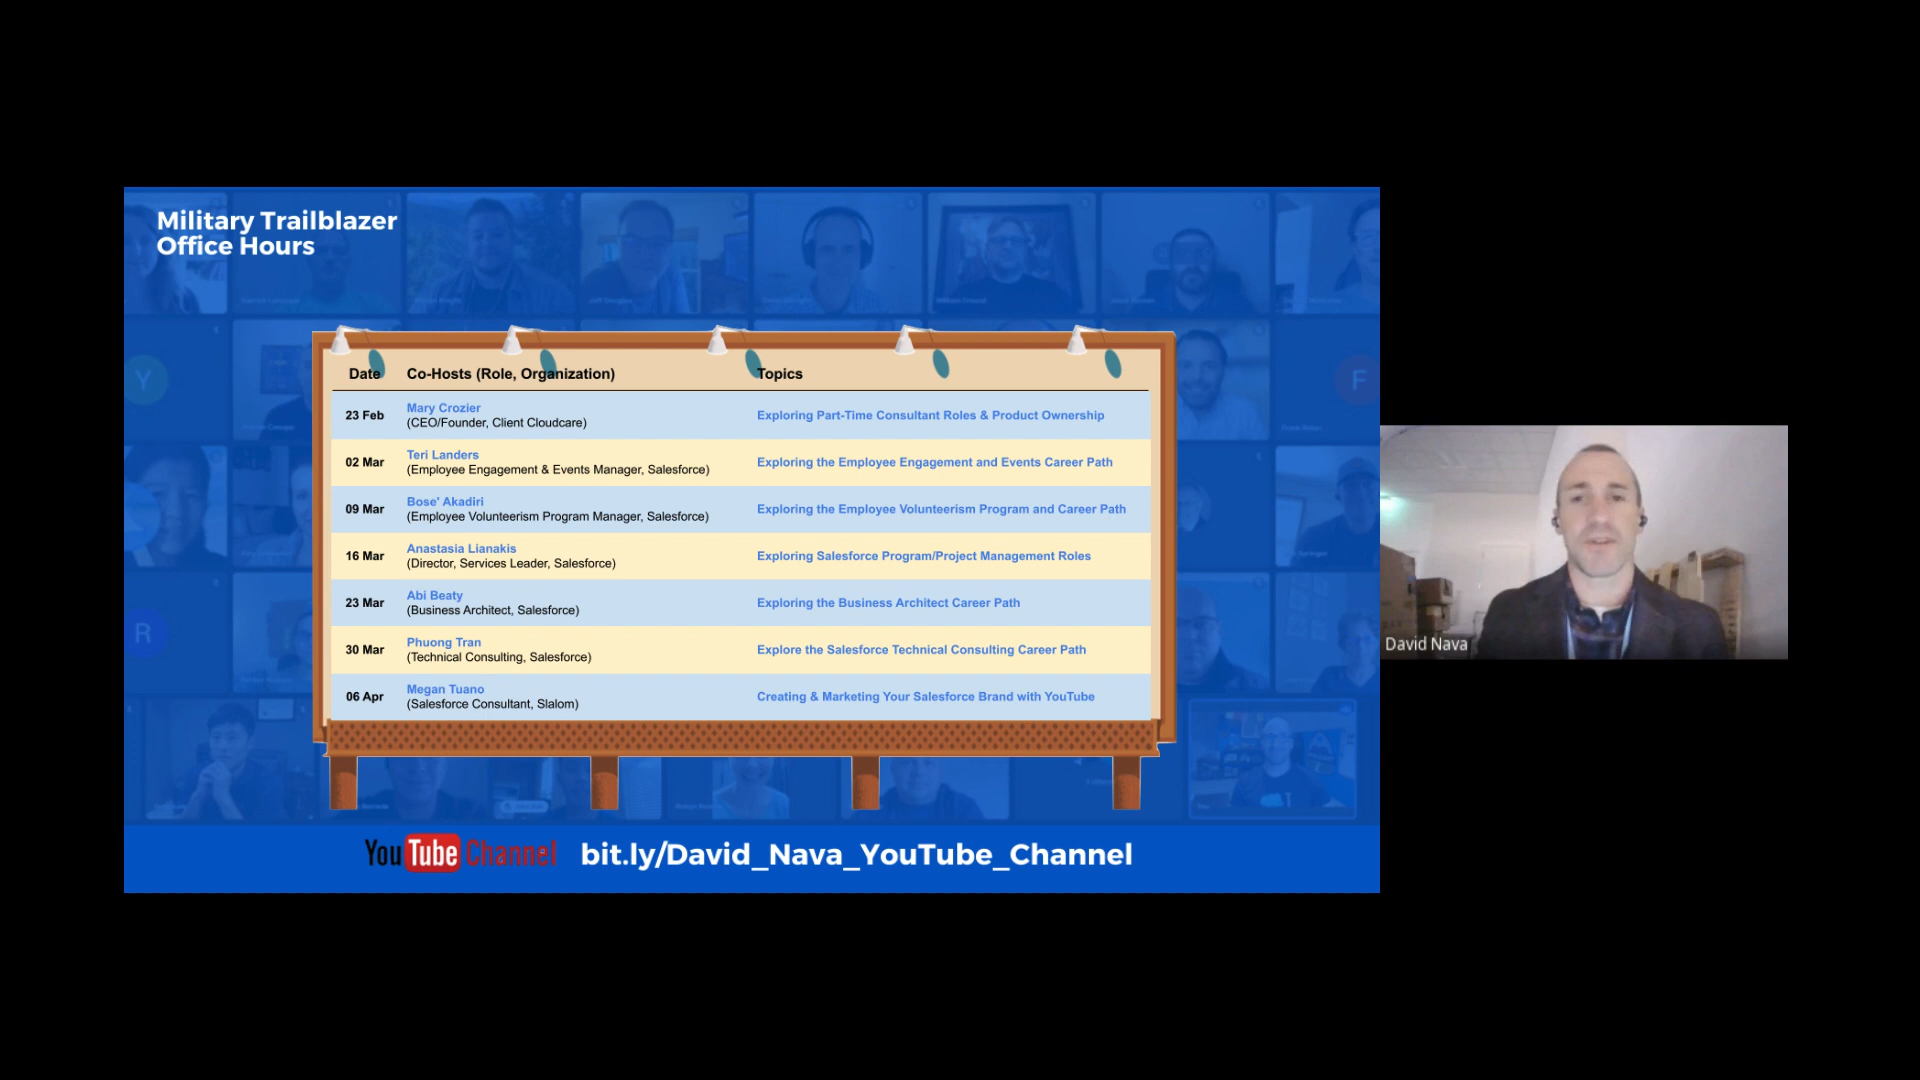 Military Trailblazer
Office Hours
Date Co-Hosts (Role, Organization) Topics
23 Feb
Mary Crozier
(CEO/Founder, Client Cloudcare)
Exploring Part-Time Consultant Roles & Product Ownership
02 Mar
Teri Landers
(Employee Engagement & Events Manager, Salesforce)
Exploring the Employee Engagement and Events Career Path
09 Mar
Bose' Akadiri
(Employee Volunteerism Program Manager, Salesforce)
Exploring the Employee Volunteerism Program and Career Path
16 Mar
Anastasia Lianakis
(Director, Services Leader, Salesforce)
Exploring Salesforce Program/Project Management Roles
23 Mar
Abi Beaty
(Business Architect, Salesforce)
Exploring the Business Architect Career Path
30 Mar
Phuong Tran
(Technical Consulting, Salesforce)
Explore the Salesforce Technical Consulting Career Path
06 Apr
Megan Tuano
(Salesforce Consultant, Slalom)
Creating & Marketing Your Salesforce Brand with YouTube
YouTube Channel bit.ly/David_Nava_YouTube_Channel
David Nava
Y
F
R